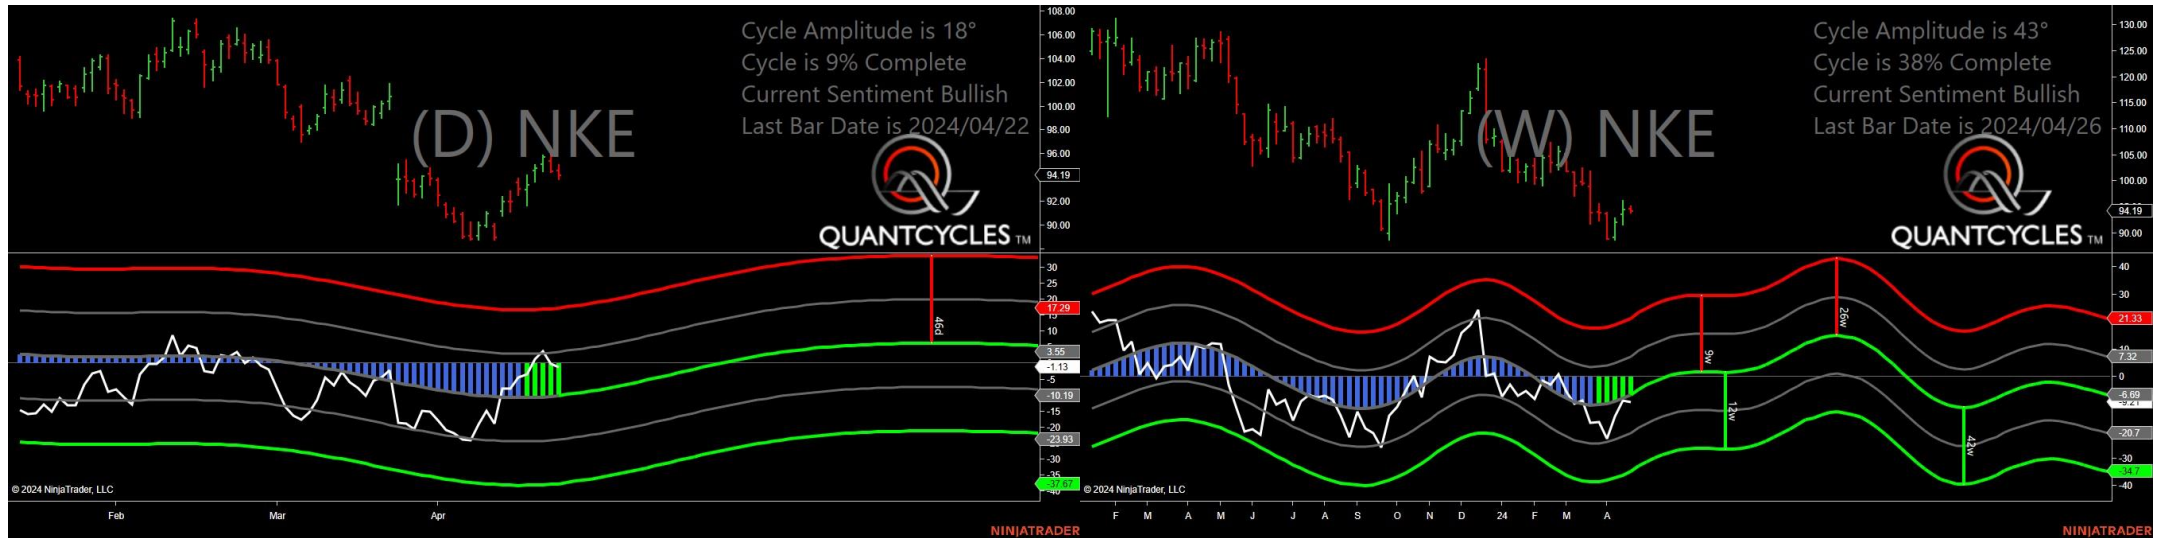 Cycle Amplitude is 18°
Cycle is 9% Complete
Current Sentiment Bullish
Last Bar Date is 2024/04/22
(D) NKE
QUANTCYCLES TM
108.00
106.00
104.00
102.00
100.00
98.00
96.00
94.19
92.00
90.00
30
25
20
17.29
15
10
3.55
-1.13
-5
-10.19
-15
-20
-23.93
-30
-35
-37.67
-40
46d
© 2024 NinjaTrader, LLC
Feb Mar Apr
NINJATRADER
Cycle Amplitude is 43°
Cycle is 38% Complete
Current Sentiment Bullish
Last Bar Date is 2024/04/26
(W) NKE
QUANTCYCLES TM
130.00
125.00
120.00
115.00
110.00
105.00
100.00
94.19
90.00
40
30
21.33
10
7.32
0
-6.69
-9.21
-20.7
-30
-34.7
-40
9w
12w
26w
42w
© 2024 NinjaTrader, LLC
F M A M J J A S O N D 24 F M A
NINJATRADER